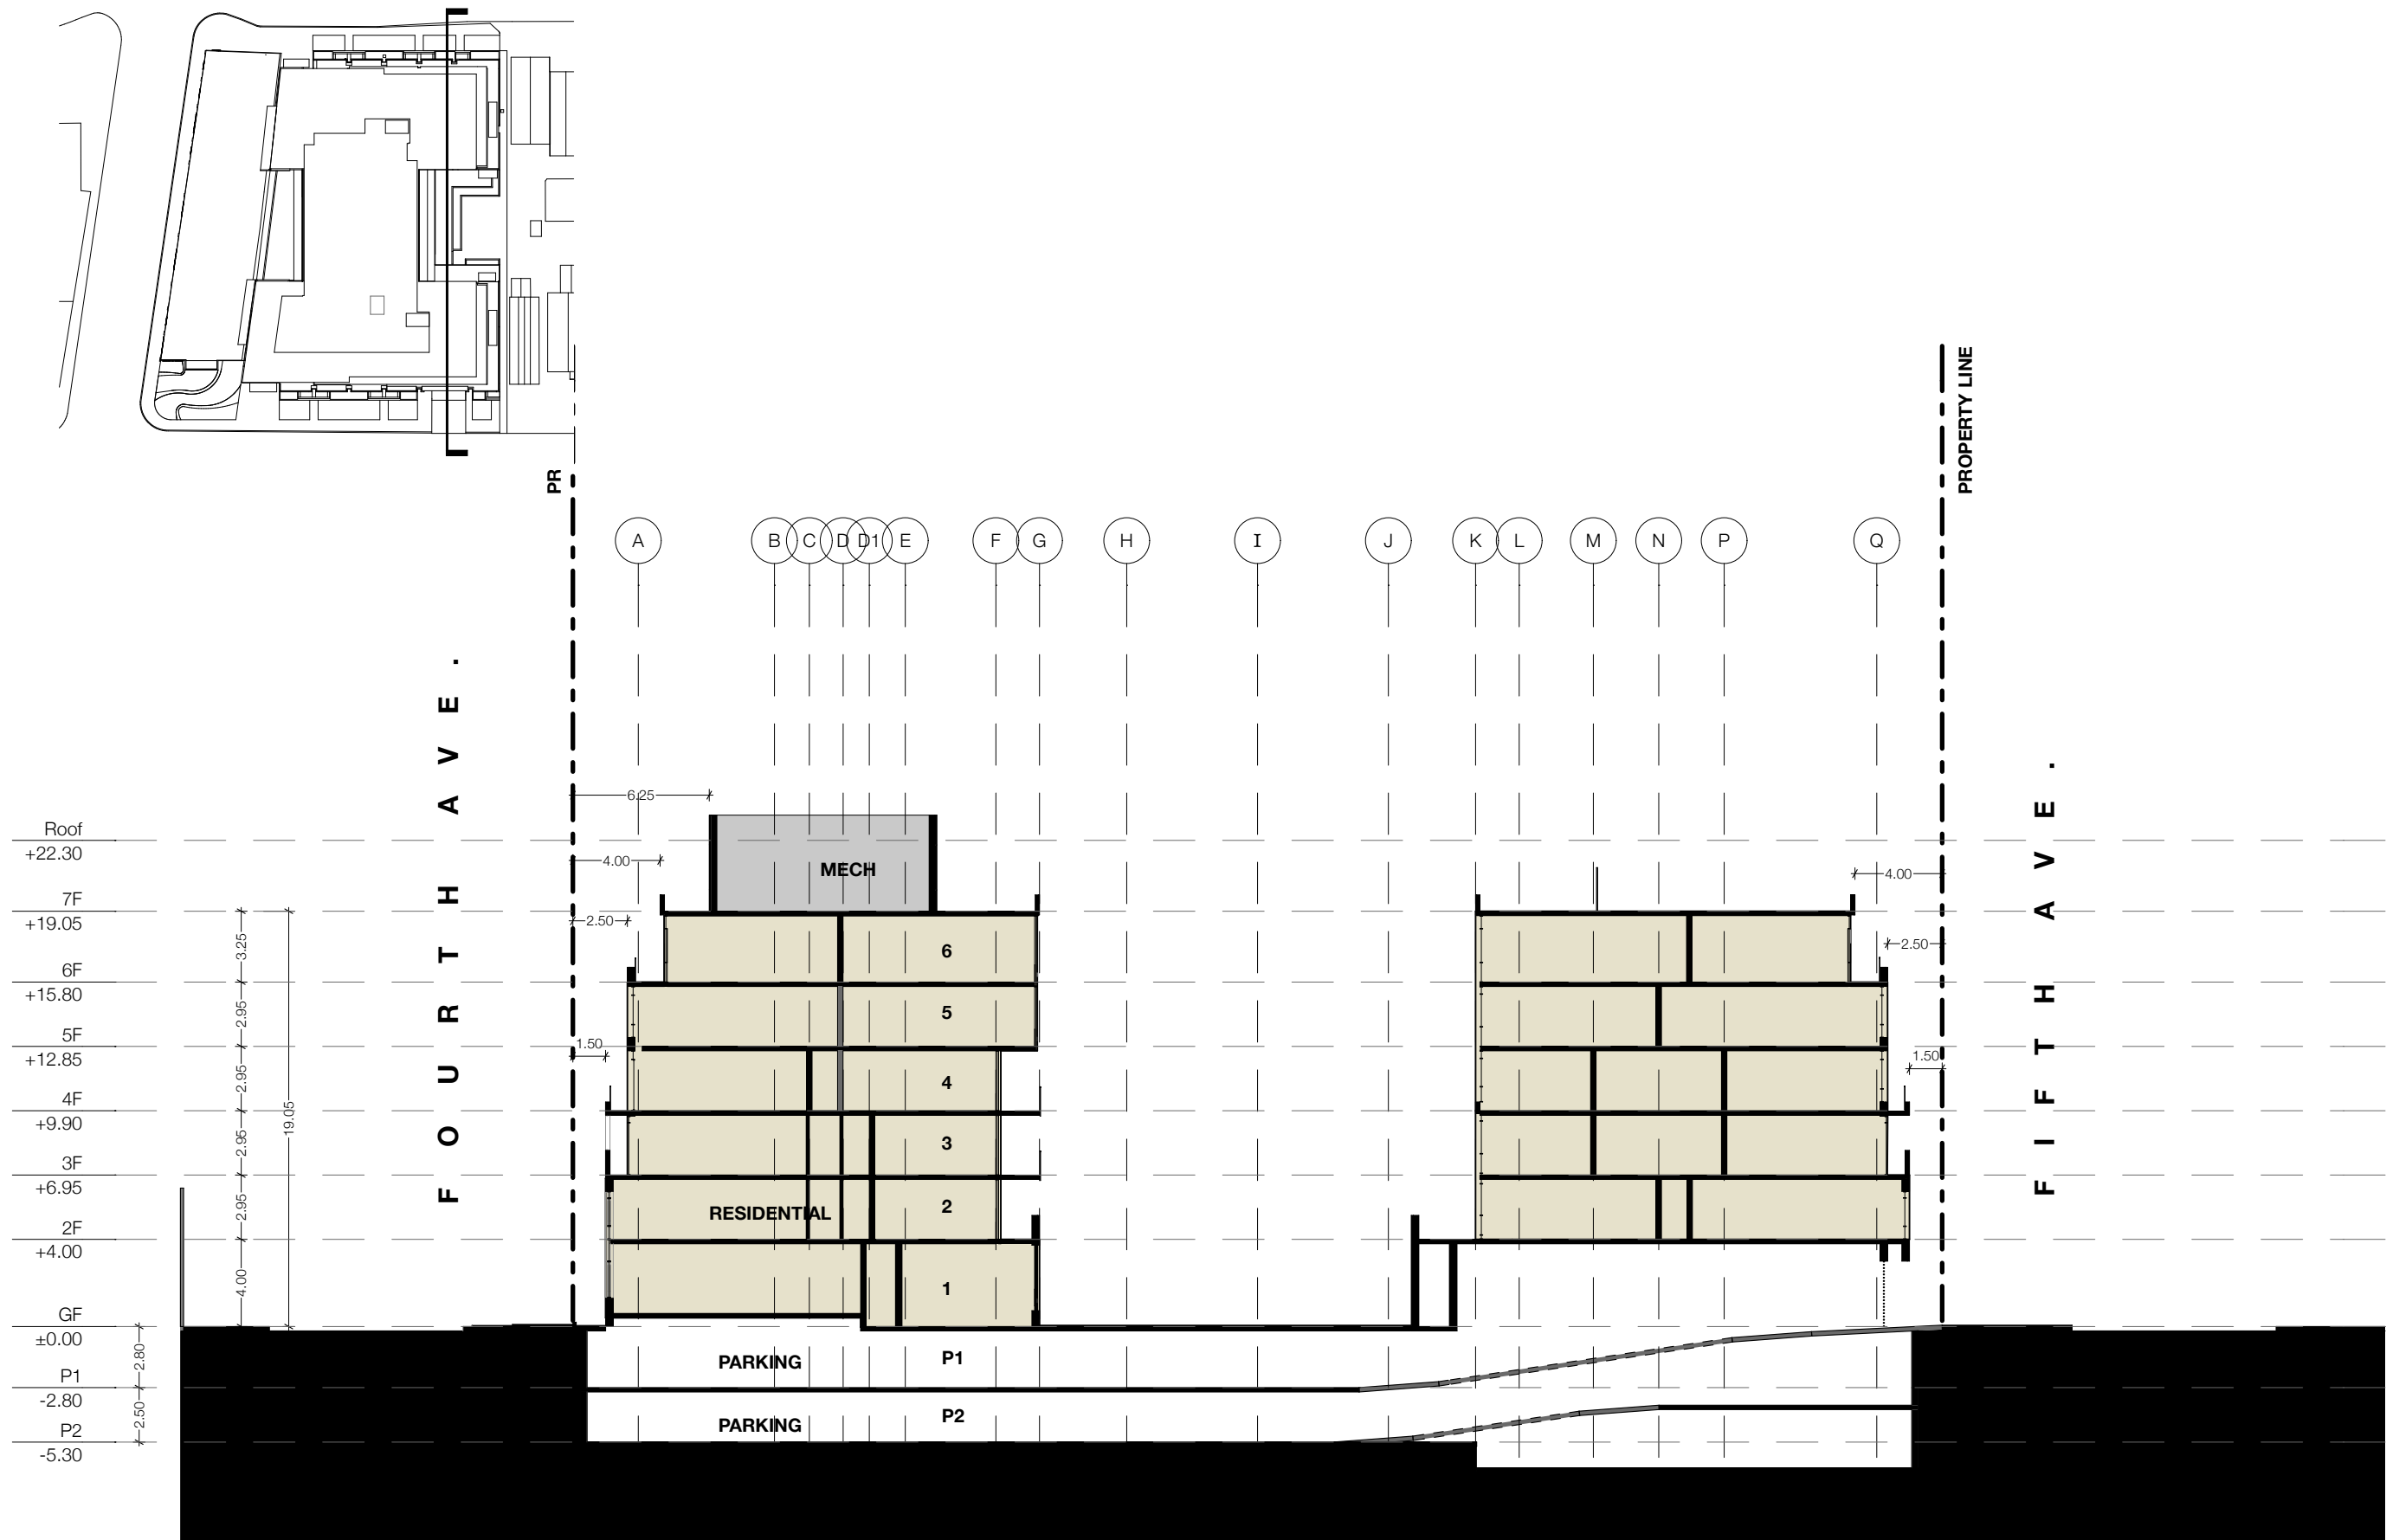 PROPERTY LINE
PR
A
B
C
D
D1
E
F
G
H
I
J
K
L
M
N
P
Q
FOURTH AVE.
FIFTH AVE.
6.25
4.00
2.50
1.50
4.00
2.50
1.50
Roof
+22.30
7F
+19.05
6F
+15.80
5F
+12.85
4F
+9.90
3F
+6.95
2F
+4.00
GF
±0.00
P1
-2.80
P2
-5.30
3.25
2.95
2.95
2.95
2.95
4.00
19.05
2.80
2.50
MECH
6
5
4
3
RESIDENTIAL
2
1
PARKING
P1
PARKING
P2